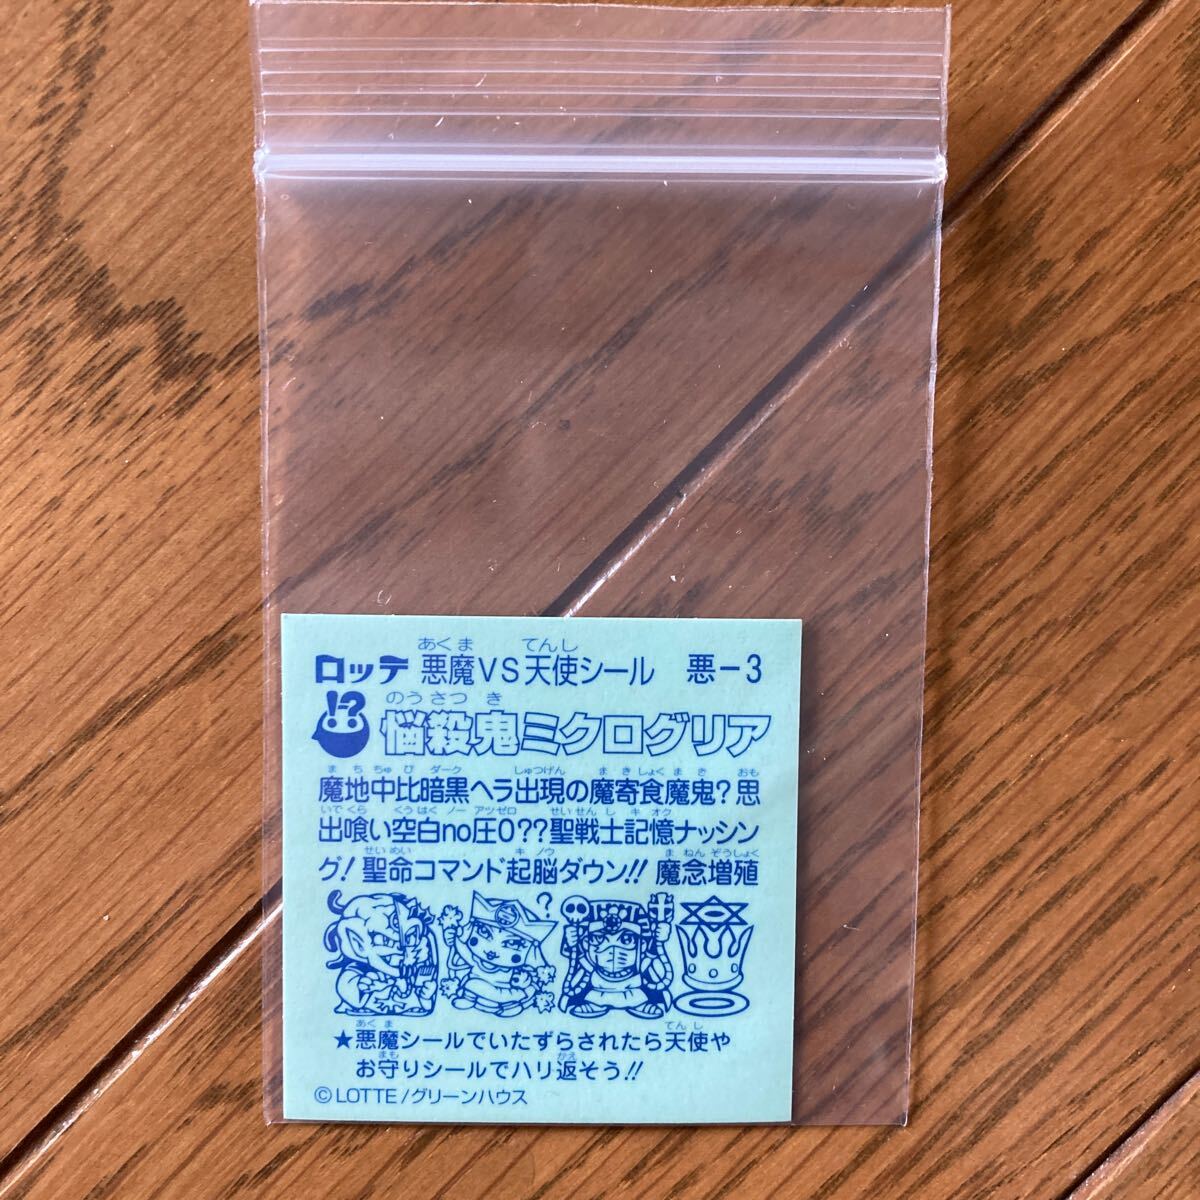 あくま てんし
ロッテ 悪魔VS天使シール 悪-3
!?
のうさつ き
悩殺鬼ミクログリア
まちちゅぴダーク しゅつげん まきしょくまき おも
魔地中比暗黒ヘラ出現の魔寄食魔鬼?思
いでくら くうはくノーアツゼロ せいせんしキオク
出喰い空白no圧0??聖戦士記憶ナッシン
せいめい キノウ まねんぞうしょく
グ!聖命コマンド起脳ダウン!!魔念増殖
?
あくま てんし
★悪魔シールでいたずらされたら天使や
まも かえ
お守りシールでハリ返そう!!
©LOTTE/グリーンハウス